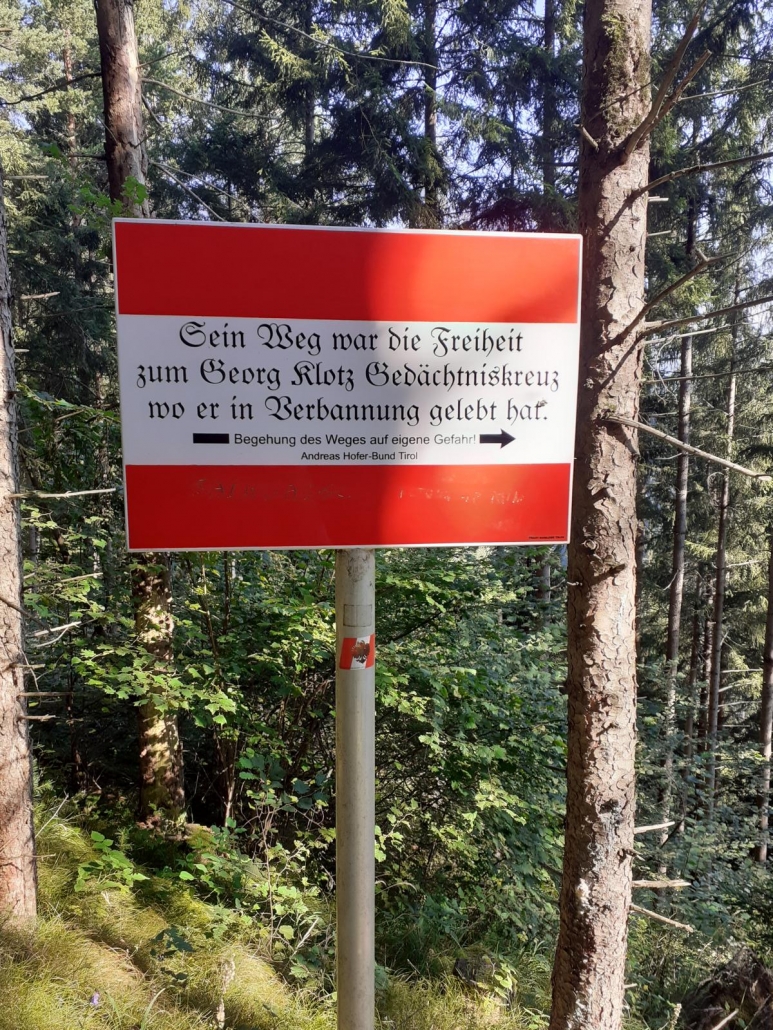 Sein Weg war die Freiheit
zum Georg Klotz Gedächtniskreuz
wo er in Verbannung gelebt hat.
Begehung des Weges auf eigene Gefahr!
Andreas Hofer-Bund Tirol